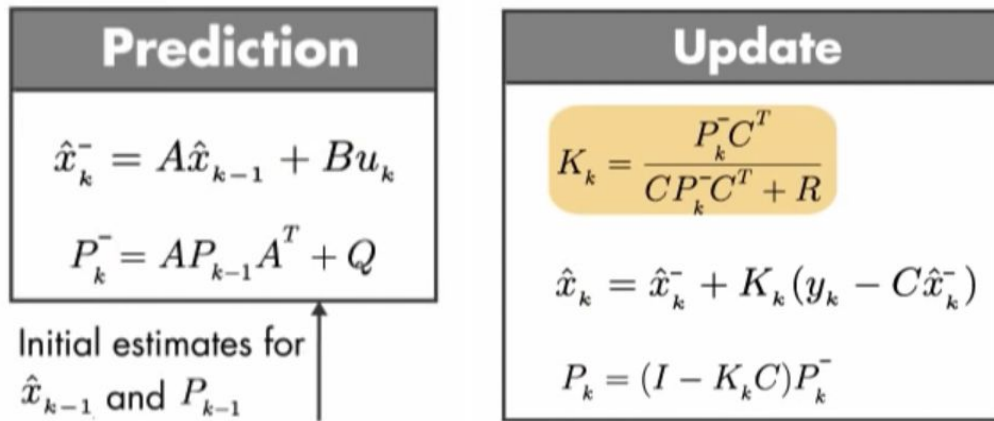 Prediction
x̂ₖ⁻ = Ax̂ₖ₋₁ + Buₖ
Pₖ⁻ = APₖ₋₁Aᵀ + Q
Initial estimates for
x̂ₖ₋₁ and Pₖ₋₁
Update
Kₖ = Pₖ⁻Cᵀ / CPₖ⁻Cᵀ + R
x̂ₖ = x̂ₖ⁻ + Kₖ(yₖ − Cx̂ₖ⁻)
Pₖ = (I − KₖC)Pₖ⁻